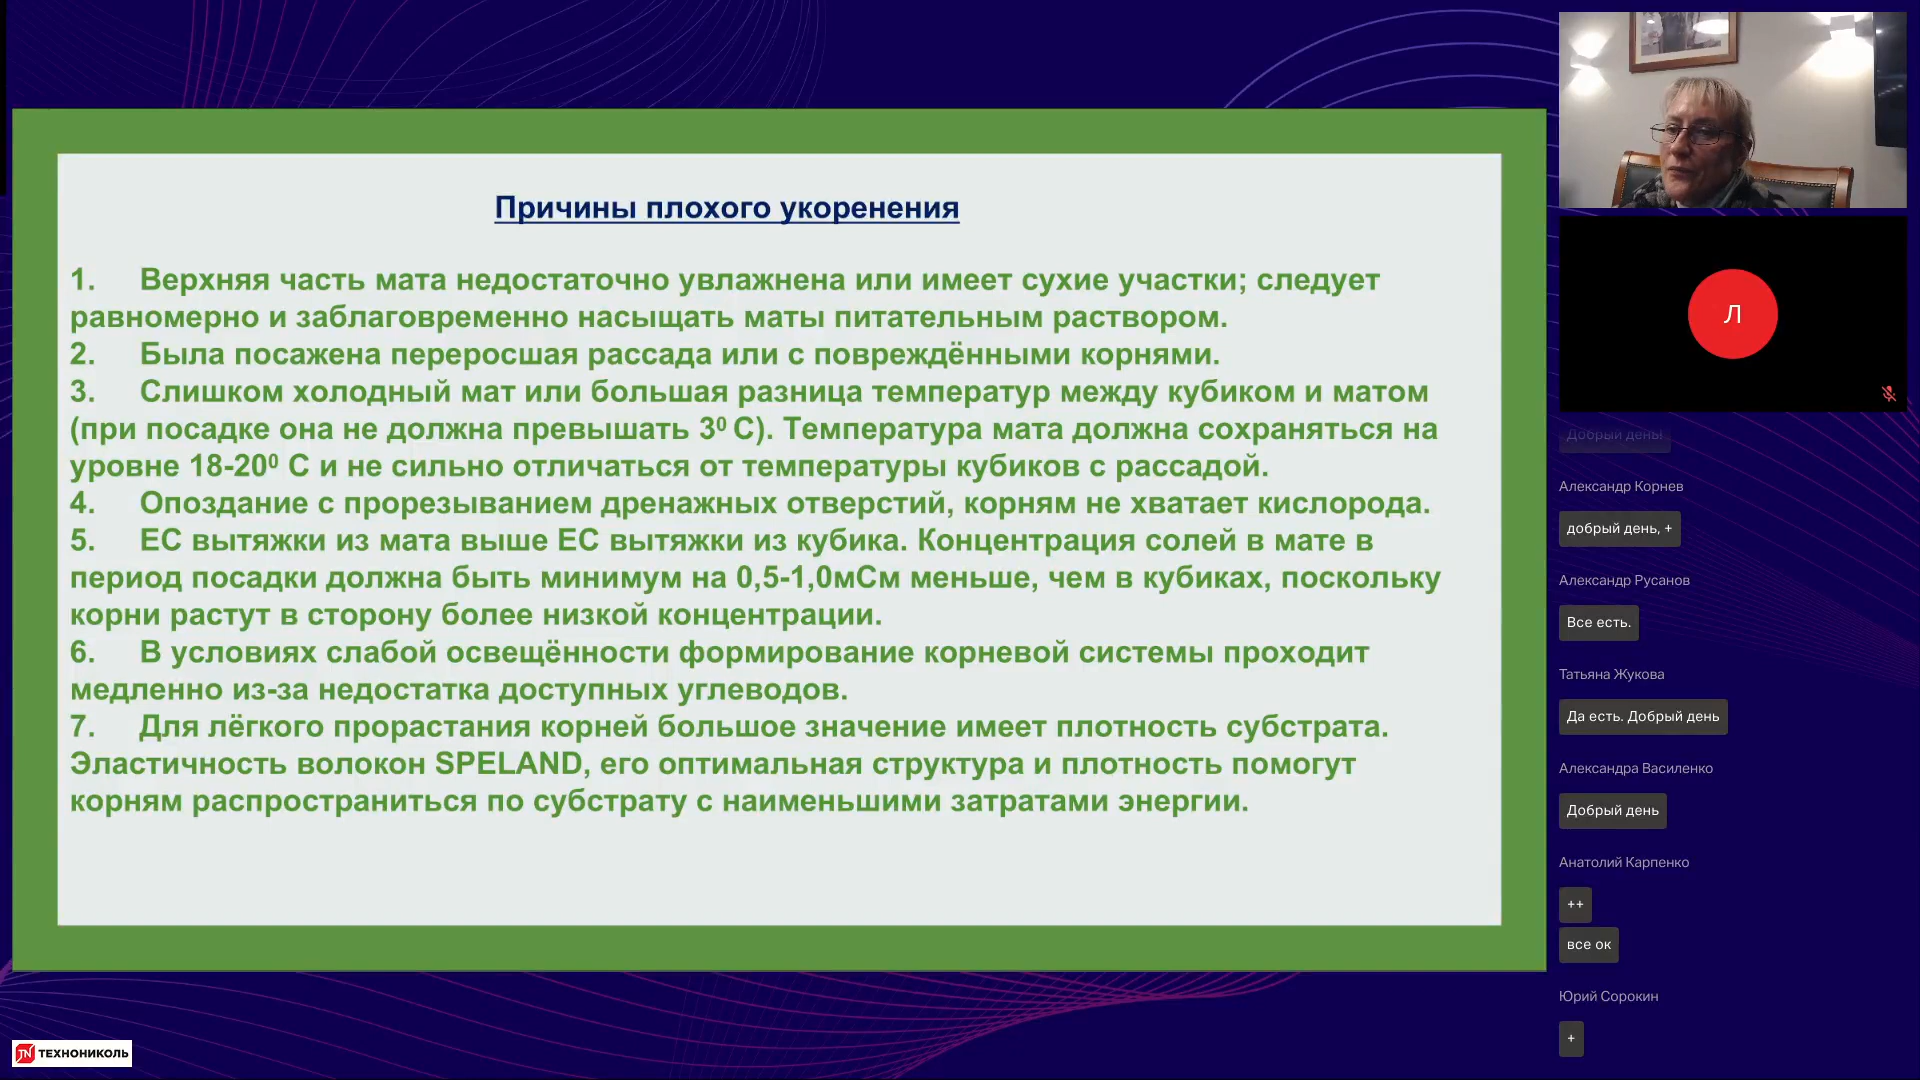 Причины плохого укоренения
1. Верхняя часть мата недостаточно увлажнена или имеет сухие участки; следует
равномерно и заблаговременно насыщать маты питательным раствором.
2. Была посажена переросшая рассада или с повреждёнными корнями.
3. Слишком холодный мат или большая разница температур между кубиком и матом
(при посадке она не должна превышать 3⁰ С). Температура мата должна сохраняться на
уровне 18-20⁰ С и не сильно отличаться от температуры кубиков с рассадой.
4. Опоздание с прорезыванием дренажных отверстий, корням не хватает кислорода.
5. ЕС вытяжки из мата выше ЕС вытяжки из кубика. Концентрация солей в мате в
период посадки должна быть минимум на 0,5-1,0мСм меньше, чем в кубиках, поскольку
корни растут в сторону более низкой концентрации.
6. В условиях слабой освещённости формирование корневой системы проходит
медленно из-за недостатка доступных углеводов.
7. Для лёгкого прорастания корней большое значение имеет плотность субстрата.
Эластичность волокон SPELAND, его оптимальная структура и плотность помогут
корням распространиться по субстрату с наименьшими затратами энергии.
ТЕХНОНИКОЛЬ
Л
Добрый день!
Александр Корнев
добрый день, +
Александр Русанов
Все есть.
Татьяна Жукова
Да есть. Добрый день
Александра Василенко
Добрый день
Анатолий Карпенко
++
все ок
Юрий Сорокин
+